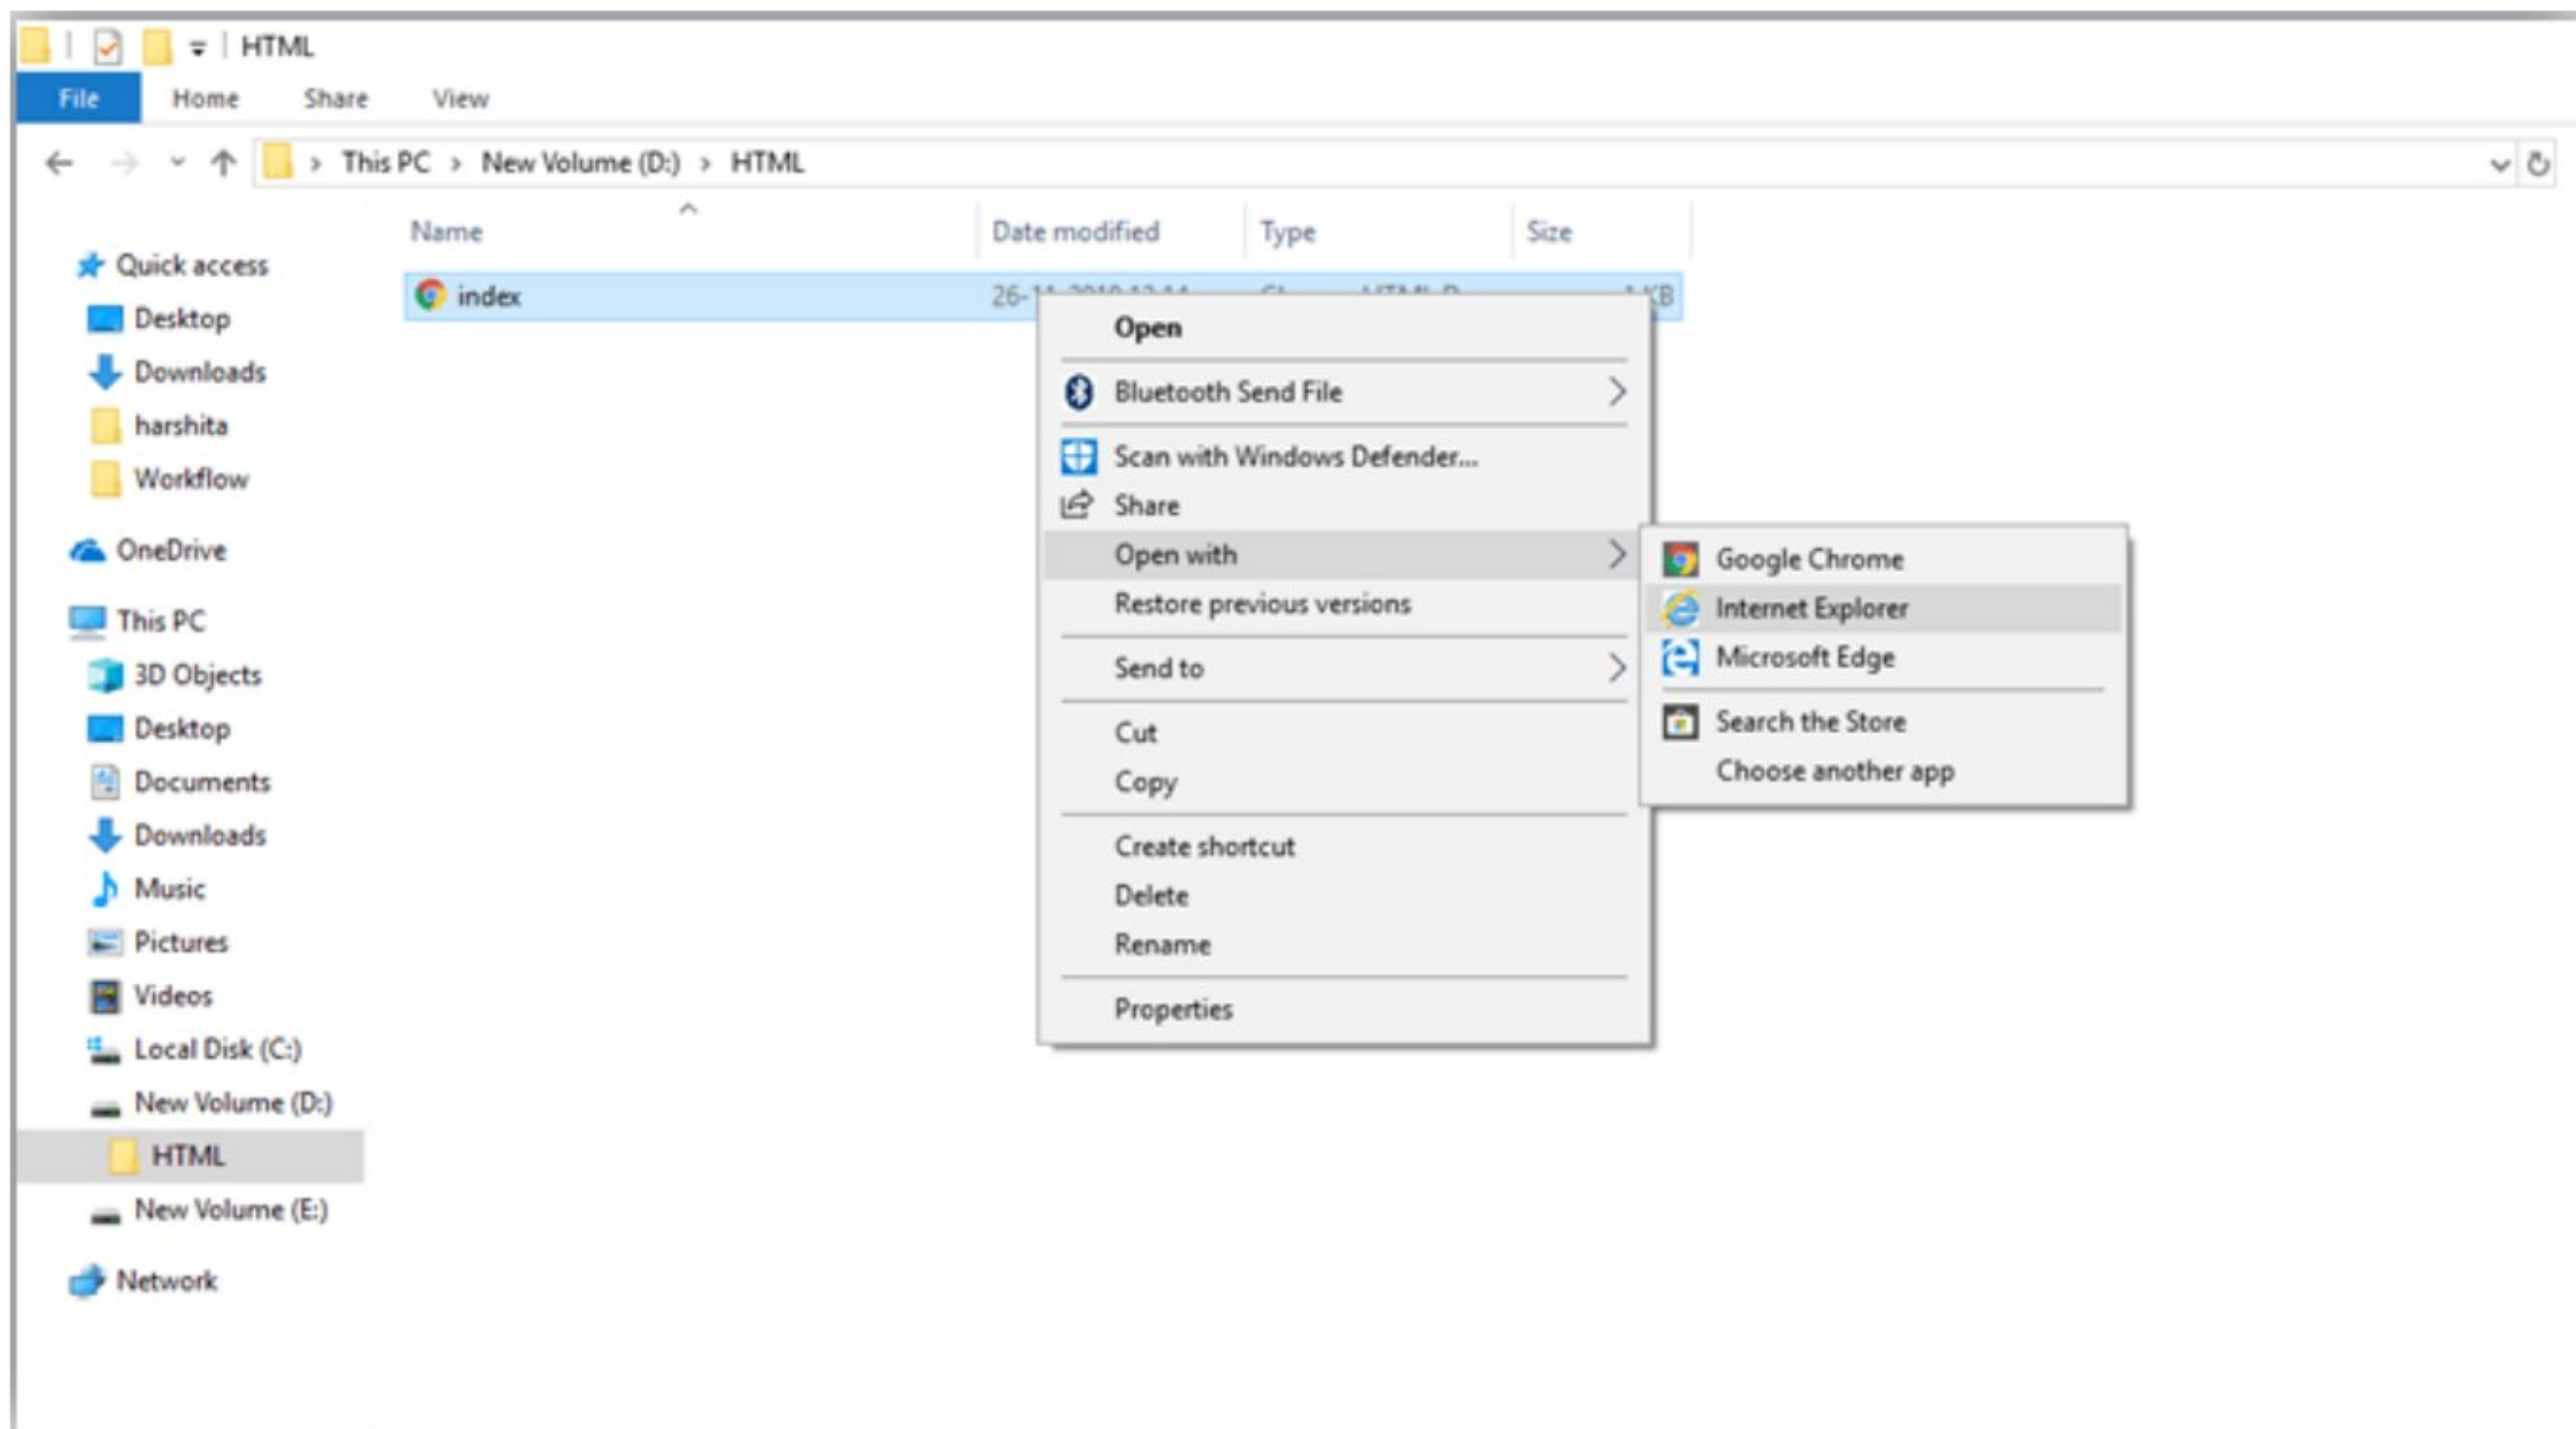 HTML
File Home Share View
This PC > New Volume (D:) > HTML
Name Date modified Type Size
Quick access
Desktop
Downloads
harshita
Workflow
OneDrive
This PC
3D Objects
Desktop
Documents
Downloads
Music
Pictures
Videos
Local Disk (C:)
New Volume (D:)
HTML
New Volume (E:)
Network
index
Open
Bluetooth Send File
Scan with Windows Defender...
Share
Open with
Restore previous versions
Send to
Cut
Copy
Create shortcut
Delete
Rename
Properties
Google Chrome
Internet Explorer
Microsoft Edge
Search the Store
Choose another app